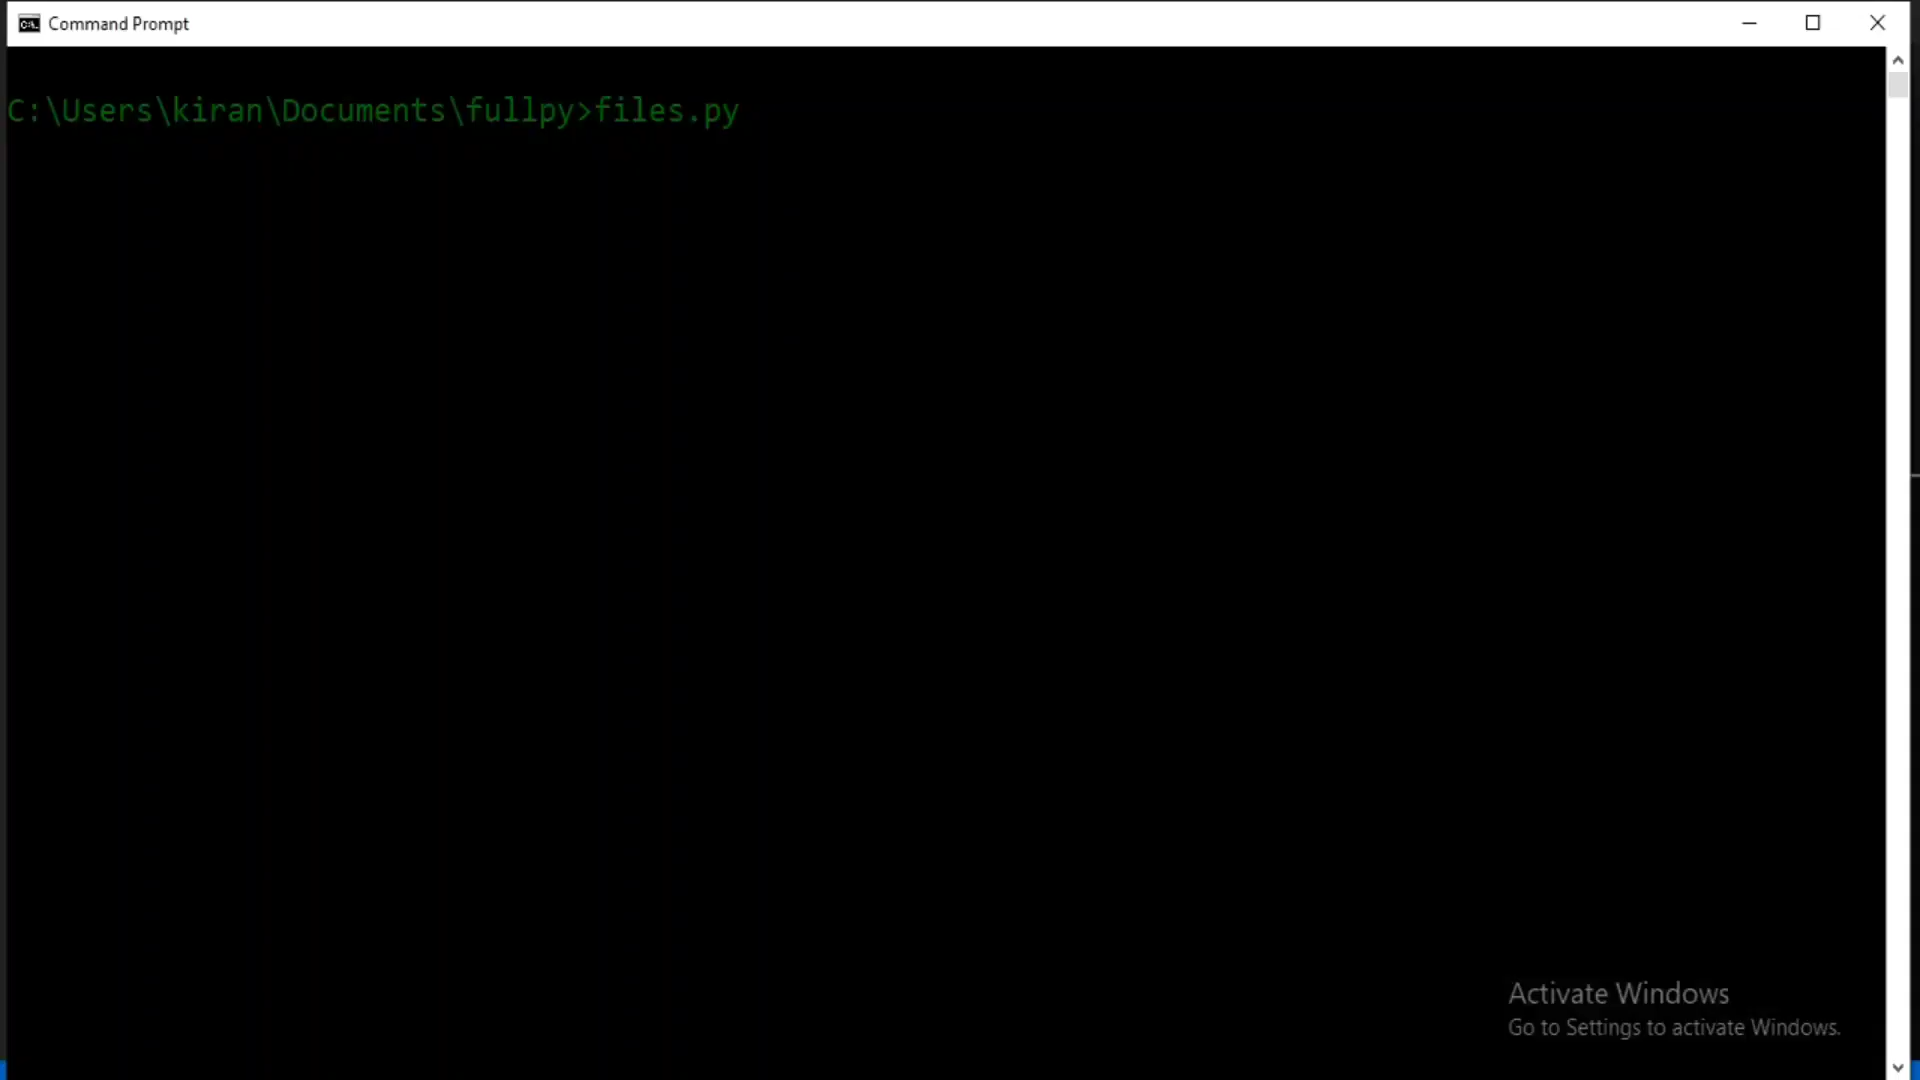 Command Prompt
C:\Users\kiran\Documents\fullpy>files.py
Activate Windows
Go to Settings to activate Windows.